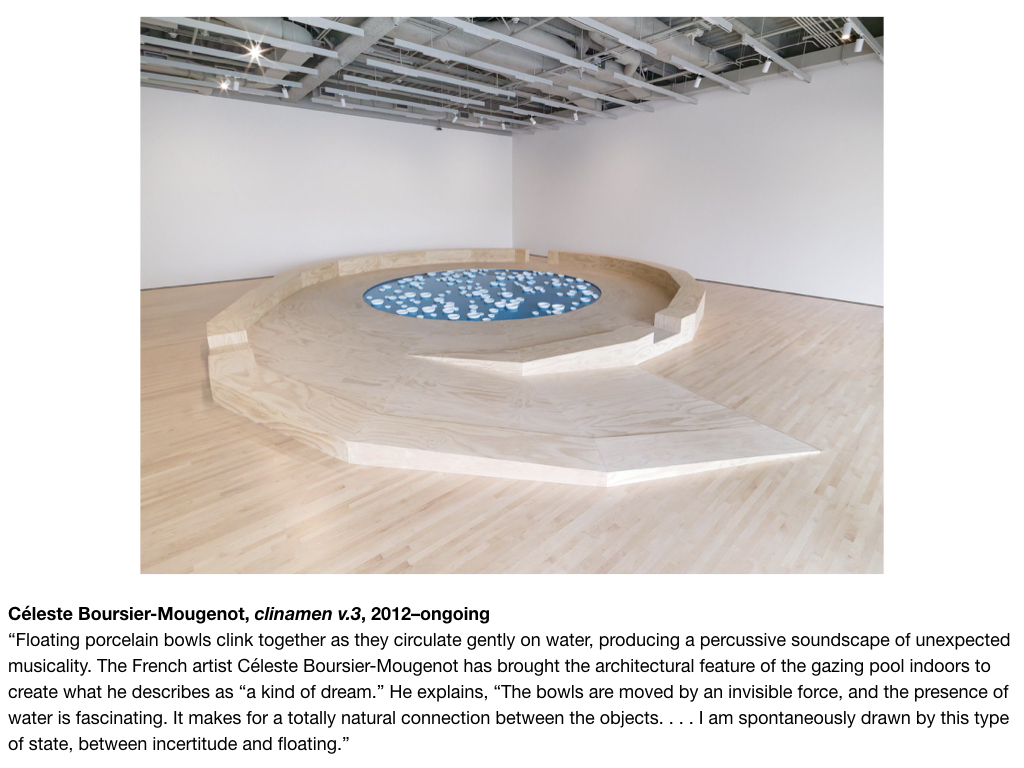 Céleste Boursier-Mougenot, clinamen v.3, 2012–ongoing
“Floating porcelain bowls clink together as they circulate gently on water, producing a percussive soundscape of unexpected
musicality. The French artist Céleste Boursier-Mougenot has brought the architectural feature of the gazing pool indoors to
create what he describes as “a kind of dream.” He explains, “The bowls are moved by an invisible force, and the presence of
water is fascinating. It makes for a totally natural connection between the objects. . . . I am spontaneously drawn by this type
of state, between incertitude and floating.”